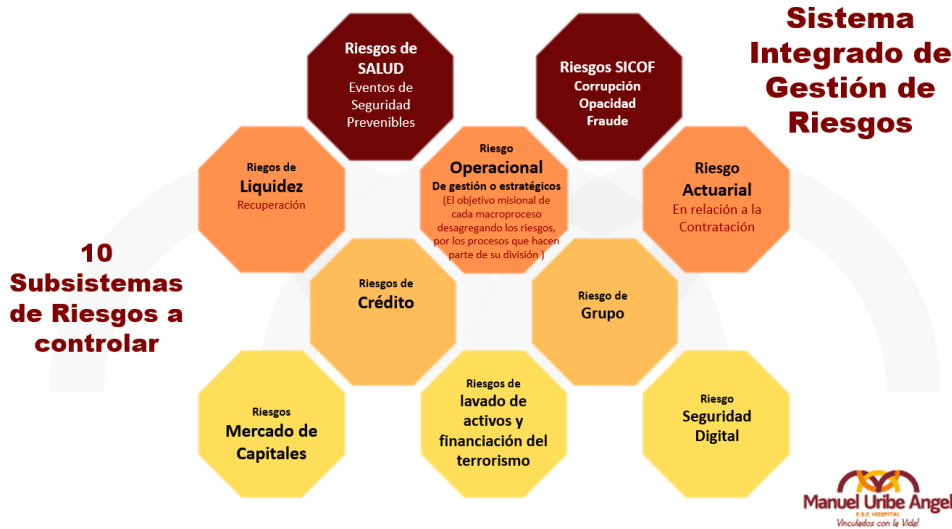 Sistema
Integrado de
Gestión de
Riesgos
Riesgos de
SALUD
Eventos de
Seguridad
Prevenibles
Riesgos SICOF
Corrupción
Opacidad
Fraude
Riegos de
Liquidez
Recuperación
Riesgo
Operacional
De gestión o estratégicos
(El objetivo misional de
cada macroproceso
desagregando los riesgos,
por los procesos que hacen
parte de su división )
Riesgo
Actuarial
En relación a la
Contratación
10
Subsistemas
de Riesgos a
controlar
Riesgos de
Crédito
Riesgo de
Grupo
Riesgos
Mercado de
Capitales
Riesgos de
lavado de
activos y
financiación del
terrorismo
Riesgo
Seguridad
Digital
Manuel Uribe Angel
E.S.E HOSPITAL
Vinculados con la Vida!